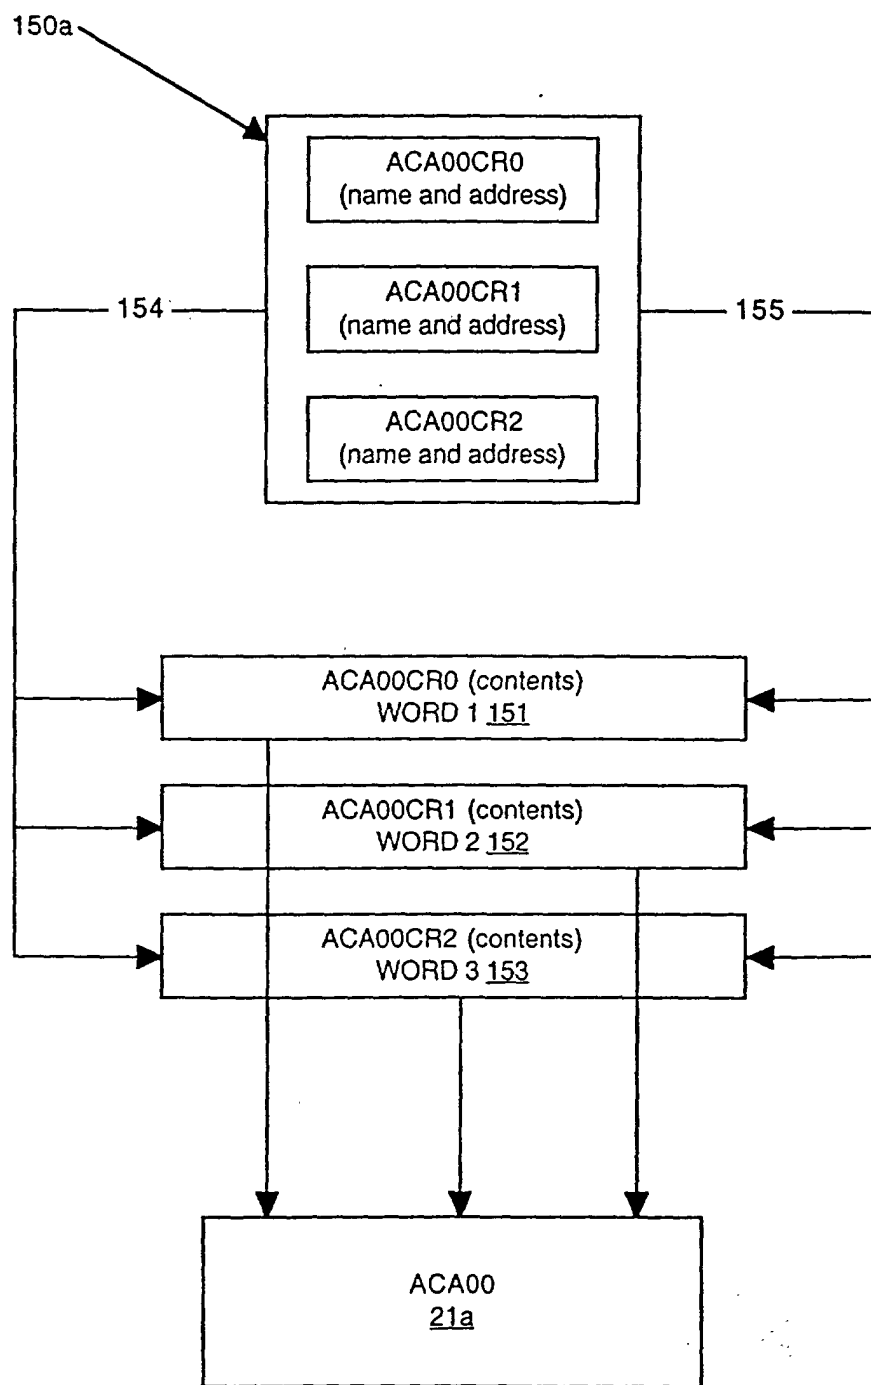 150a
ACA00CR0
(name and address)
ACA00CR1
(name and address)
154
155
ACA00CR2
(name and address)
ACA00CR0 (contents)
WORD 1 151
ACA00CR1 (contents)
WORD 2 152
ACA00CR2 (contents)
WORD 3 153
ACA00
21a